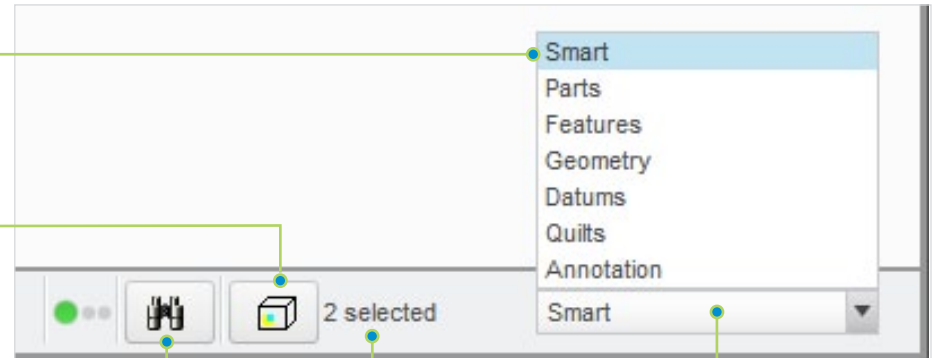 Smart
Parts
Features
Geometry
Datums
Quilts
Annotation
2 selected
Smart